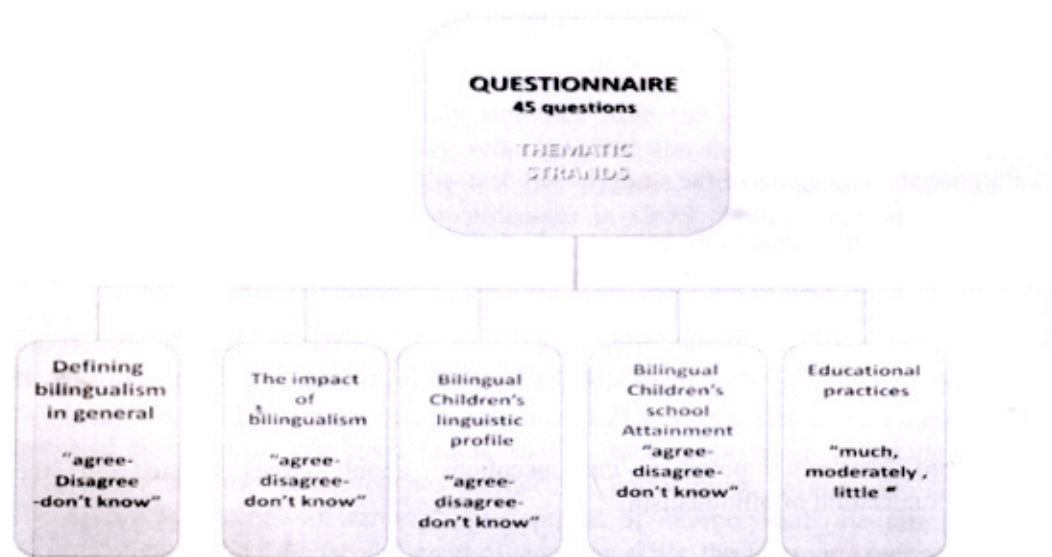 QUESTIONNAIRE
45 questions
THEMATIC
STRANDS
Defining
bilingualism
in general
"agree-
Disagree
-don't know"
The impact
of
bilingualism
"agree-
disagree-
don't know"
Bilingual
Children's
linguistic
profile
"agree-
disagree-
don't know"
Bilingual
Children's
school
Attainment
"agree-
disagree-
don't know"
Educational
practices
"much,
moderately ,
little "